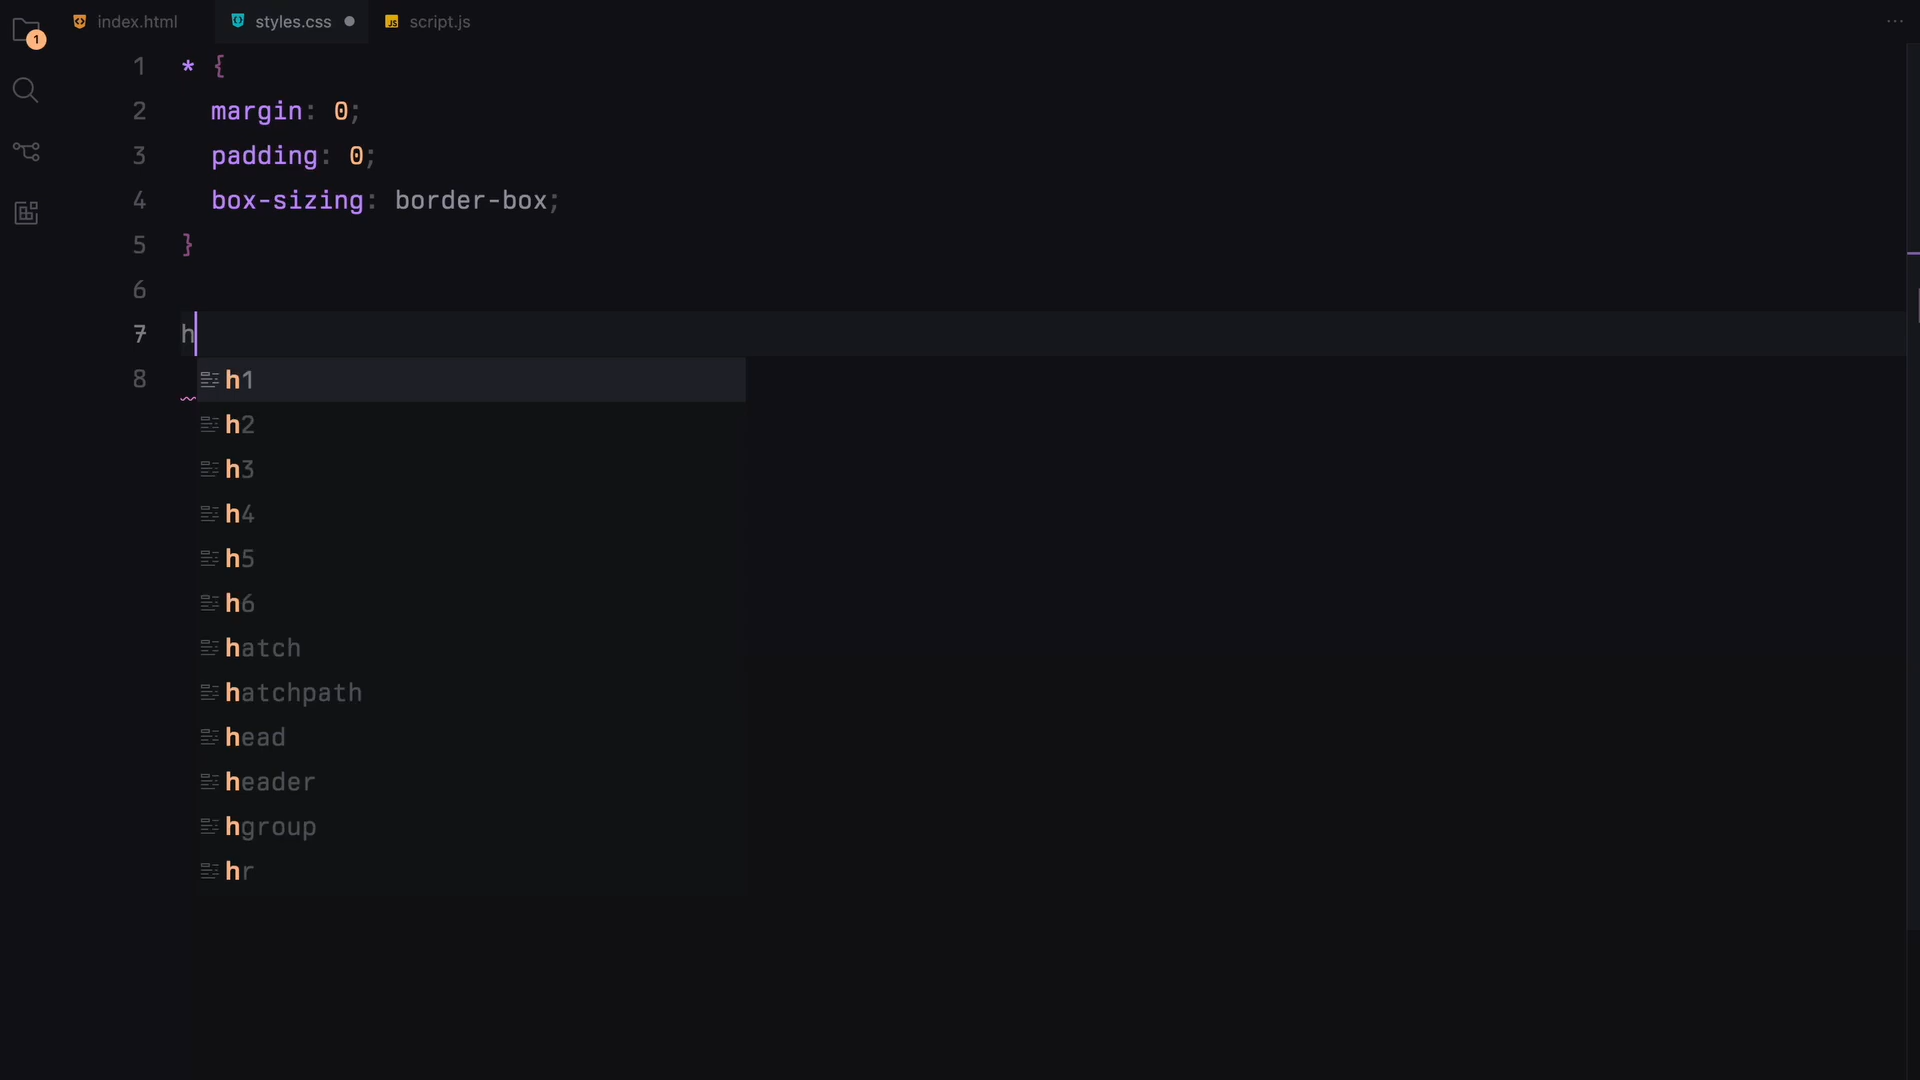 index.html styles.css script.js
1
1 * {
2 margin: 0;
3 padding: 0;
4 box-sizing: border-box;
5 }
6
7 h
8
h1
h2
h3
h4
h5
h6
hatch
hatchpath
head
header
hgroup
hr